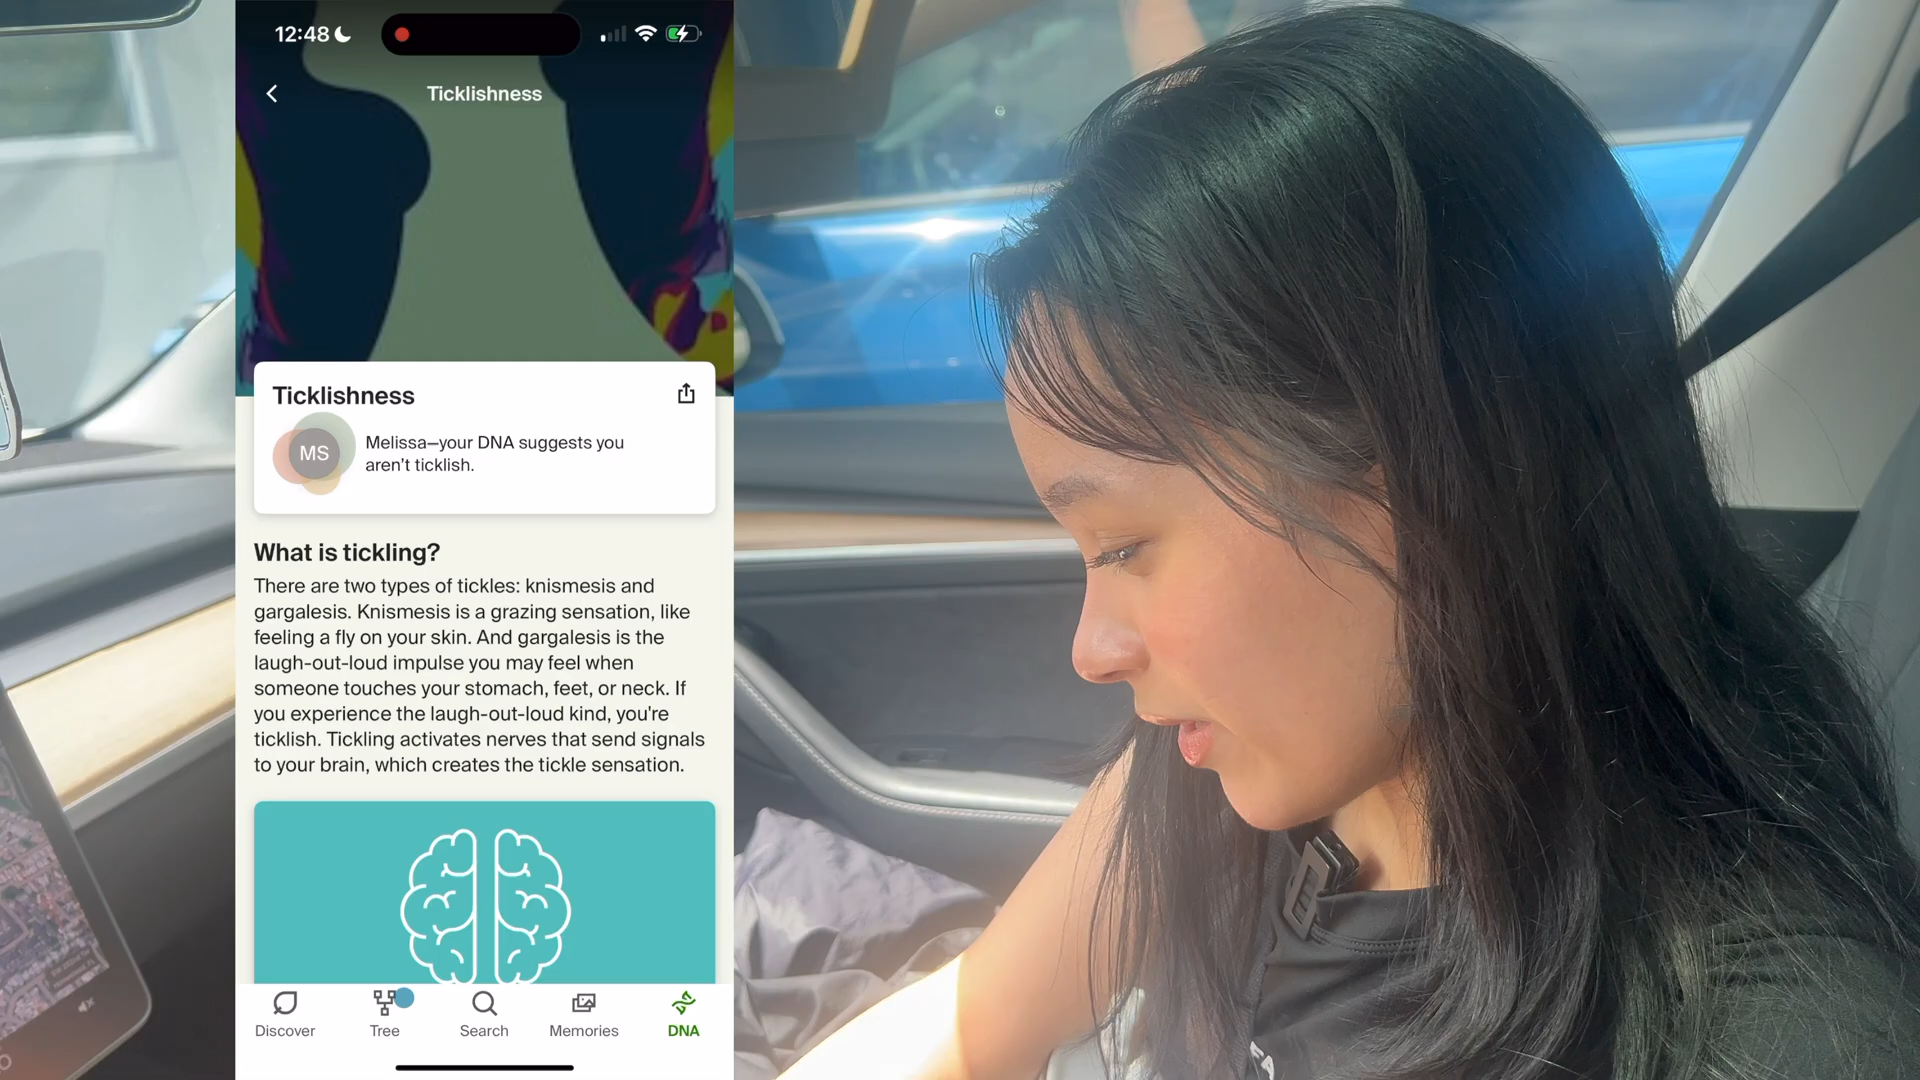 12:48
Ticklishness
Ticklishness
MS
Melissa—your DNA suggests you
aren't ticklish.
What is tickling?
There are two types of tickles: knismesis and
gargalesis. Knismesis is a grazing sensation, like
feeling a fly on your skin. And gargalesis is the
laugh-out-loud impulse you may feel when
someone touches your stomach, feet, or neck. If
you experience the laugh-out-loud kind, you're
ticklish. Tickling activates nerves that send signals
to your brain, which creates the tickle sensation.
Discover
Tree
Search
Memories
DNA